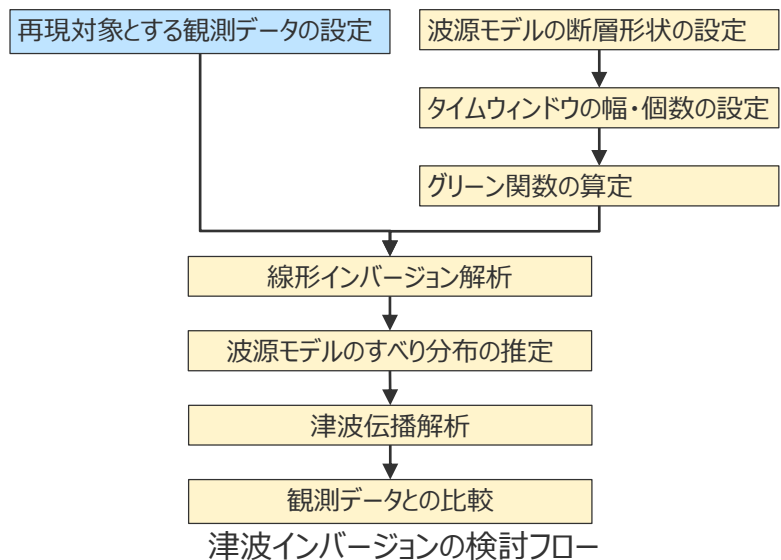 再現対象とする観測データの設定
波源モデルの断層形状の設定
タイムウィンドウの幅・個数の設定
グリーン関数の算定
線形インバージョン解析
波源モデルのすべり分布の推定
津波伝播解析
観測データとの比較
津波インバージョンの検討フロー